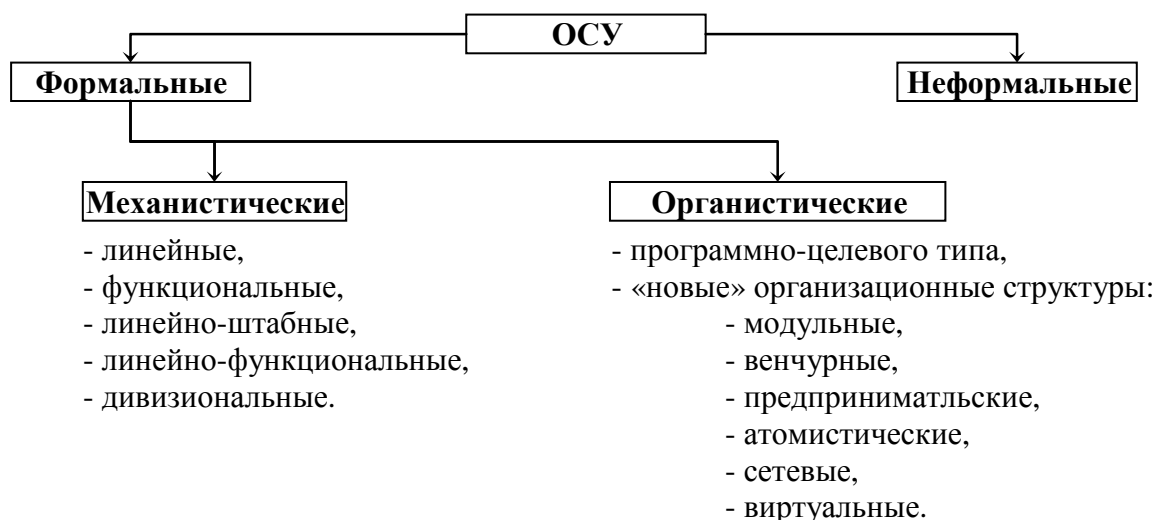 ОСУ
Формальные
Неформальные
Механистические
- линейные,
- функциональные,
- линейно-штабные,
- линейно-функциональные,
- дивизиональные.
Органистические
- программно-целевого типа,
- «новые» организационные структуры:
- модульные,
- венчурные,
- предприниматльские,
- атомистические,
- сетевые,
- виртуальные.